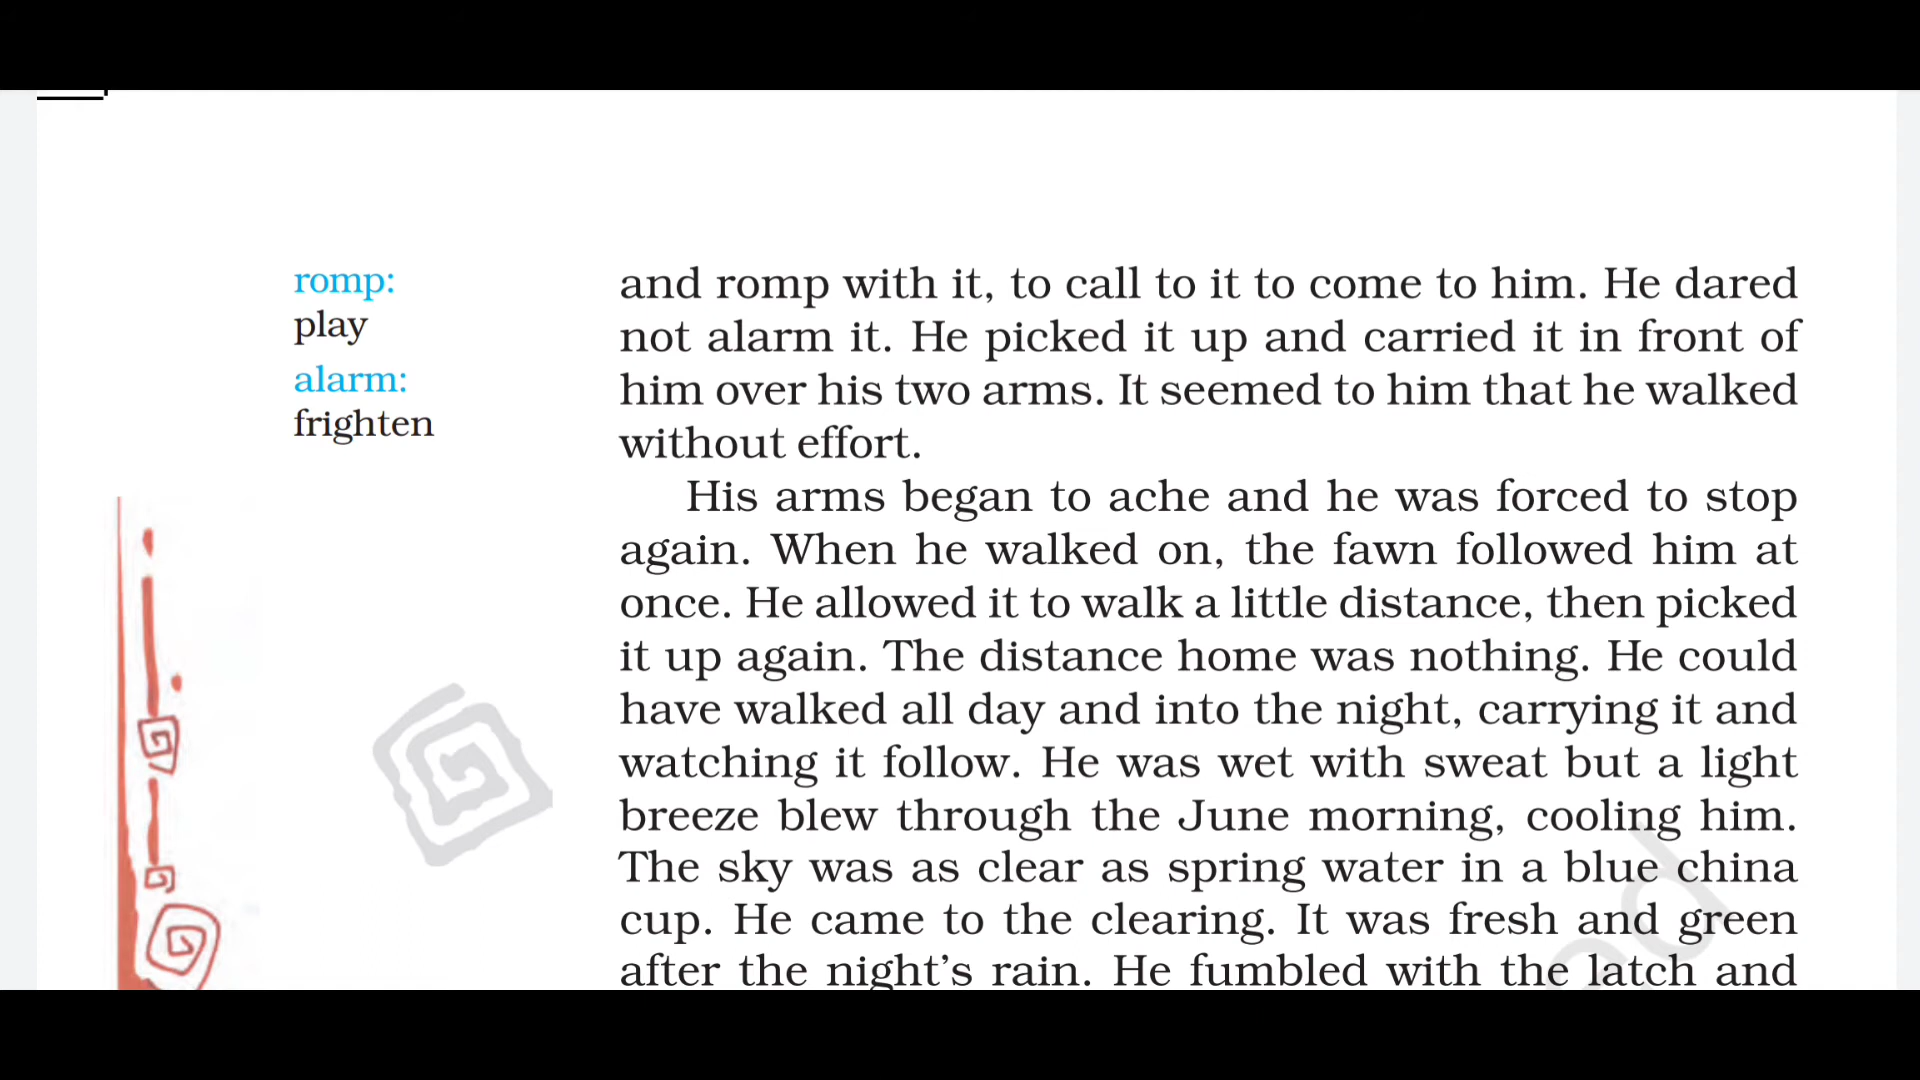 romp:
play
alarm:
frighten
and romp with it, to call to it to come to him. He dared
not alarm it. He picked it up and carried it in front of
him over his two arms. It seemed to him that he walked
without effort.
His arms began to ache and he was forced to stop
again. When he walked on, the fawn followed him at
once. He allowed it to walk a little distance, then picked
it up again. The distance home was nothing. He could
have walked all day and into the night, carrying it and
watching it follow. He was wet with sweat but a light
breeze blew through the June morning, cooling him.
The sky was as clear as spring water in a blue china
cup. He came to the clearing. It was fresh and green
after the night’s rain. He fumbled with the latch and